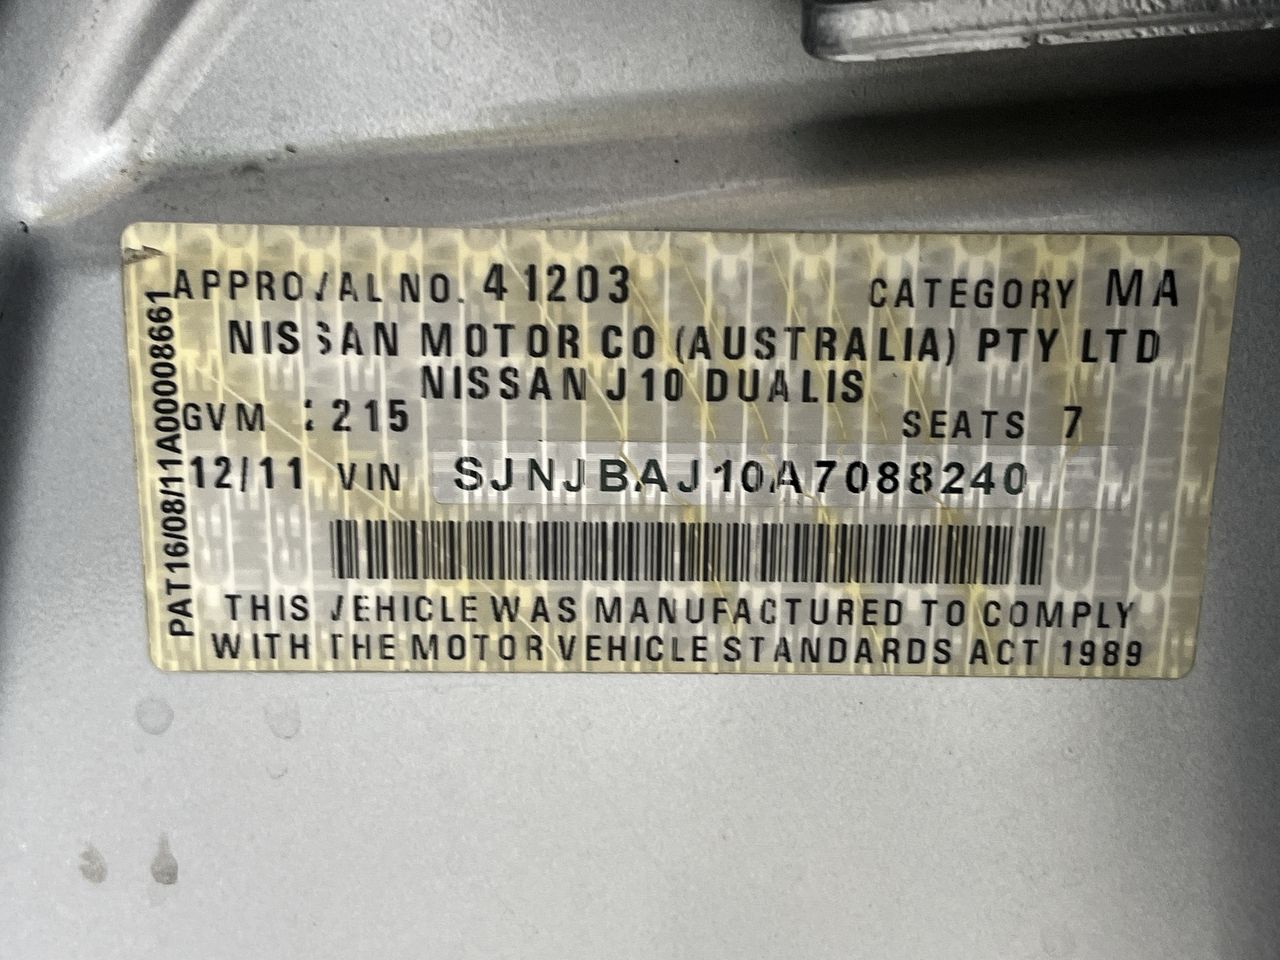 APPROVAL NO. 41203 CATEGORY MA
NISSAN MOTOR CO (AUSTRALIA) PTY LTD
NISSAN J10 DUALIS
GVM 2215 SEATS 7
12/11 VIN SJNJBAJ10A7088240
THIS VEHICLE WAS MANUFACTURED TO COMPLY
WITH THE MOTOR VEHICLE STANDARDS ACT 1989
PAT16/08/11A00008661